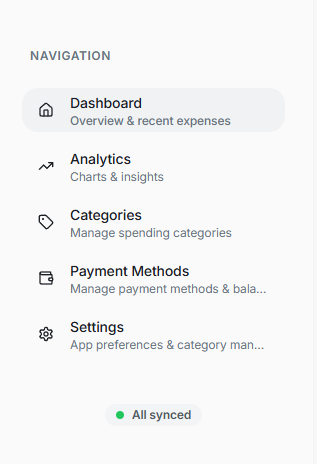 NAVIGATION
Dashboard
Overview & recent expenses
Analytics
Charts & insights
Categories
Manage spending categories
Payment Methods
Manage payment methods & bala...
Settings
App preferences & category man...
All synced